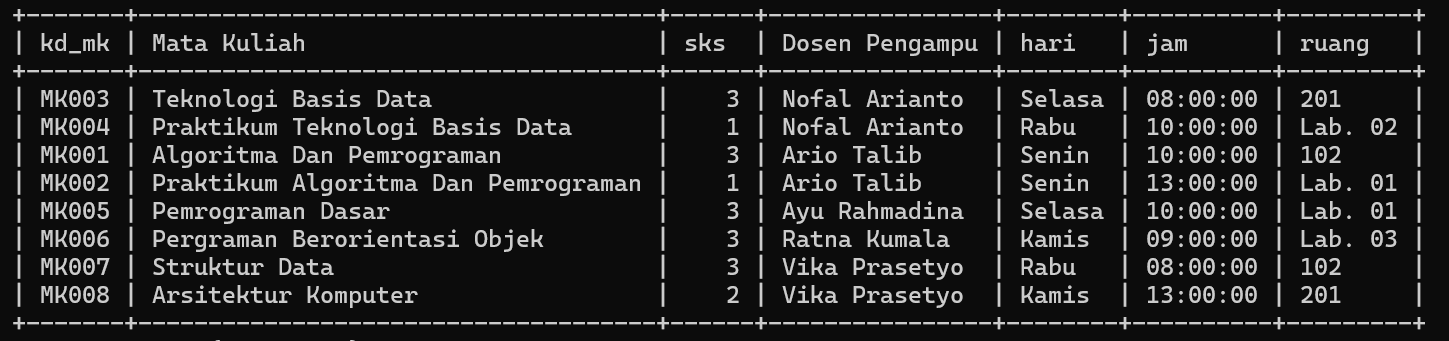 +-------+-------------------------------------+------+----------------+--------+----------+---------+
| kd_mk | Mata Kuliah                         | sks  | Dosen Pengampu | hari   | jam      | ruang   |
+-------+-------------------------------------+------+----------------+--------+----------+---------+
| MK003 | Teknologi Basis Data                |    3 | Nofal Arianto  | Selasa | 08:00:00 | 201     |
| MK004 | Praktikum Teknologi Basis Data      |    1 | Nofal Arianto  | Rabu   | 10:00:00 | Lab. 02 |
| MK001 | Algoritma Dan Pemrograman           |    3 | Ario Talib     | Senin  | 10:00:00 | 102     |
| MK002 | Praktikum Algoritma Dan Pemrograman |    1 | Ario Talib     | Senin  | 13:00:00 | Lab. 01 |
| MK005 | Pemrograman Dasar                   |    3 | Ayu Rahmadina  | Selasa | 10:00:00 | Lab. 01 |
| MK006 | Pergraman Berorientasi Objek        |    3 | Ratna Kumala   | Kamis  | 09:00:00 | Lab. 03 |
| MK007 | Struktur Data                       |    3 | Vika Prasetyo  | Rabu   | 08:00:00 | 102     |
| MK008 | Arsitektur Komputer                 |    2 | Vika Prasetyo  | Kamis  | 13:00:00 | 201     |
+-------+-------------------------------------+------+----------------+--------+----------+---------+